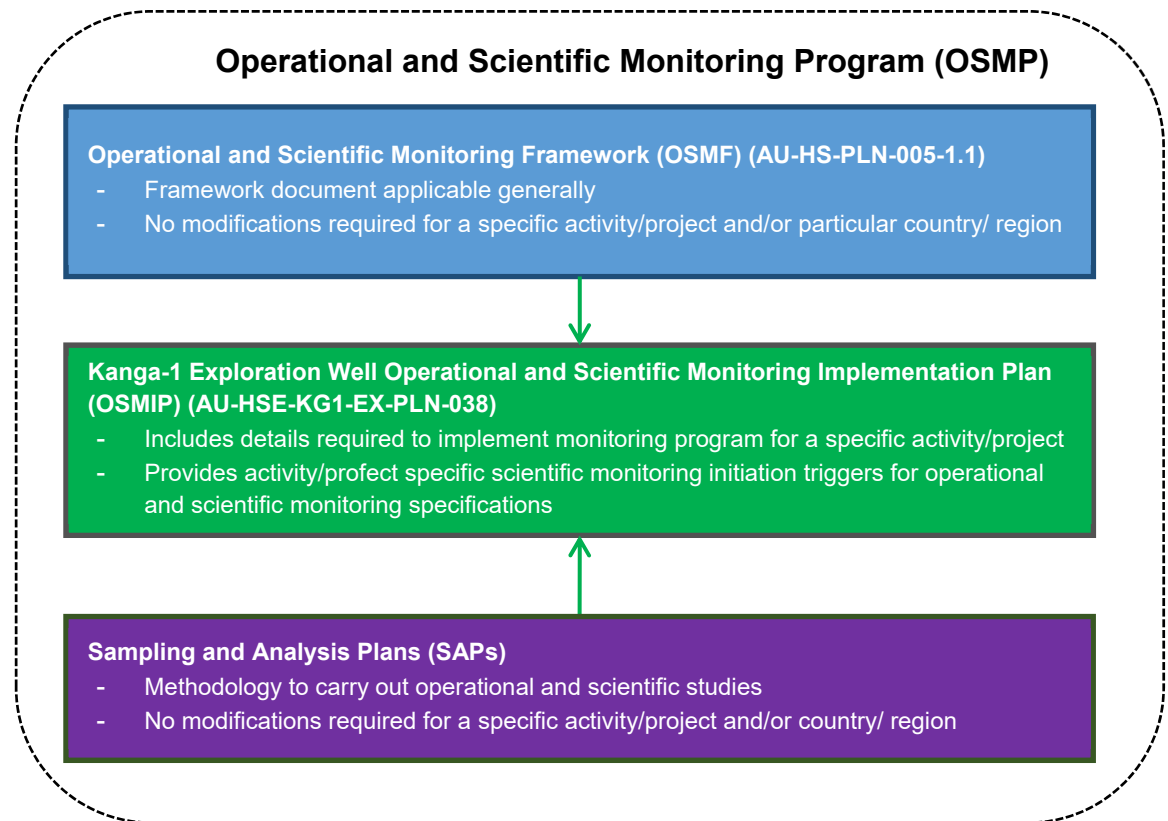 Operational and Scientific Monitoring Program (OSMP)
Operational and Scientific Monitoring Framework (OSMF) (AU-HS-PLN-005-1.1)
- Framework document applicable generally
- No modifications required for a specific activity/project and/or particular country/ region
Kanga-1 Exploration Well Operational and Scientific Monitoring Implementation Plan
(OSMIP) (AU-HSE-KG1-EX-PLN-038)
- Includes details required to implement monitoring program for a specific activity/project
- Provides activity/profect specific scientific monitoring initiation triggers for operational
and scientific monitoring specifications
Sampling and Analysis Plans (SAPs)
- Methodology to carry out operational and scientific studies
- No modifications required for a specific activity/project and/or country/ region